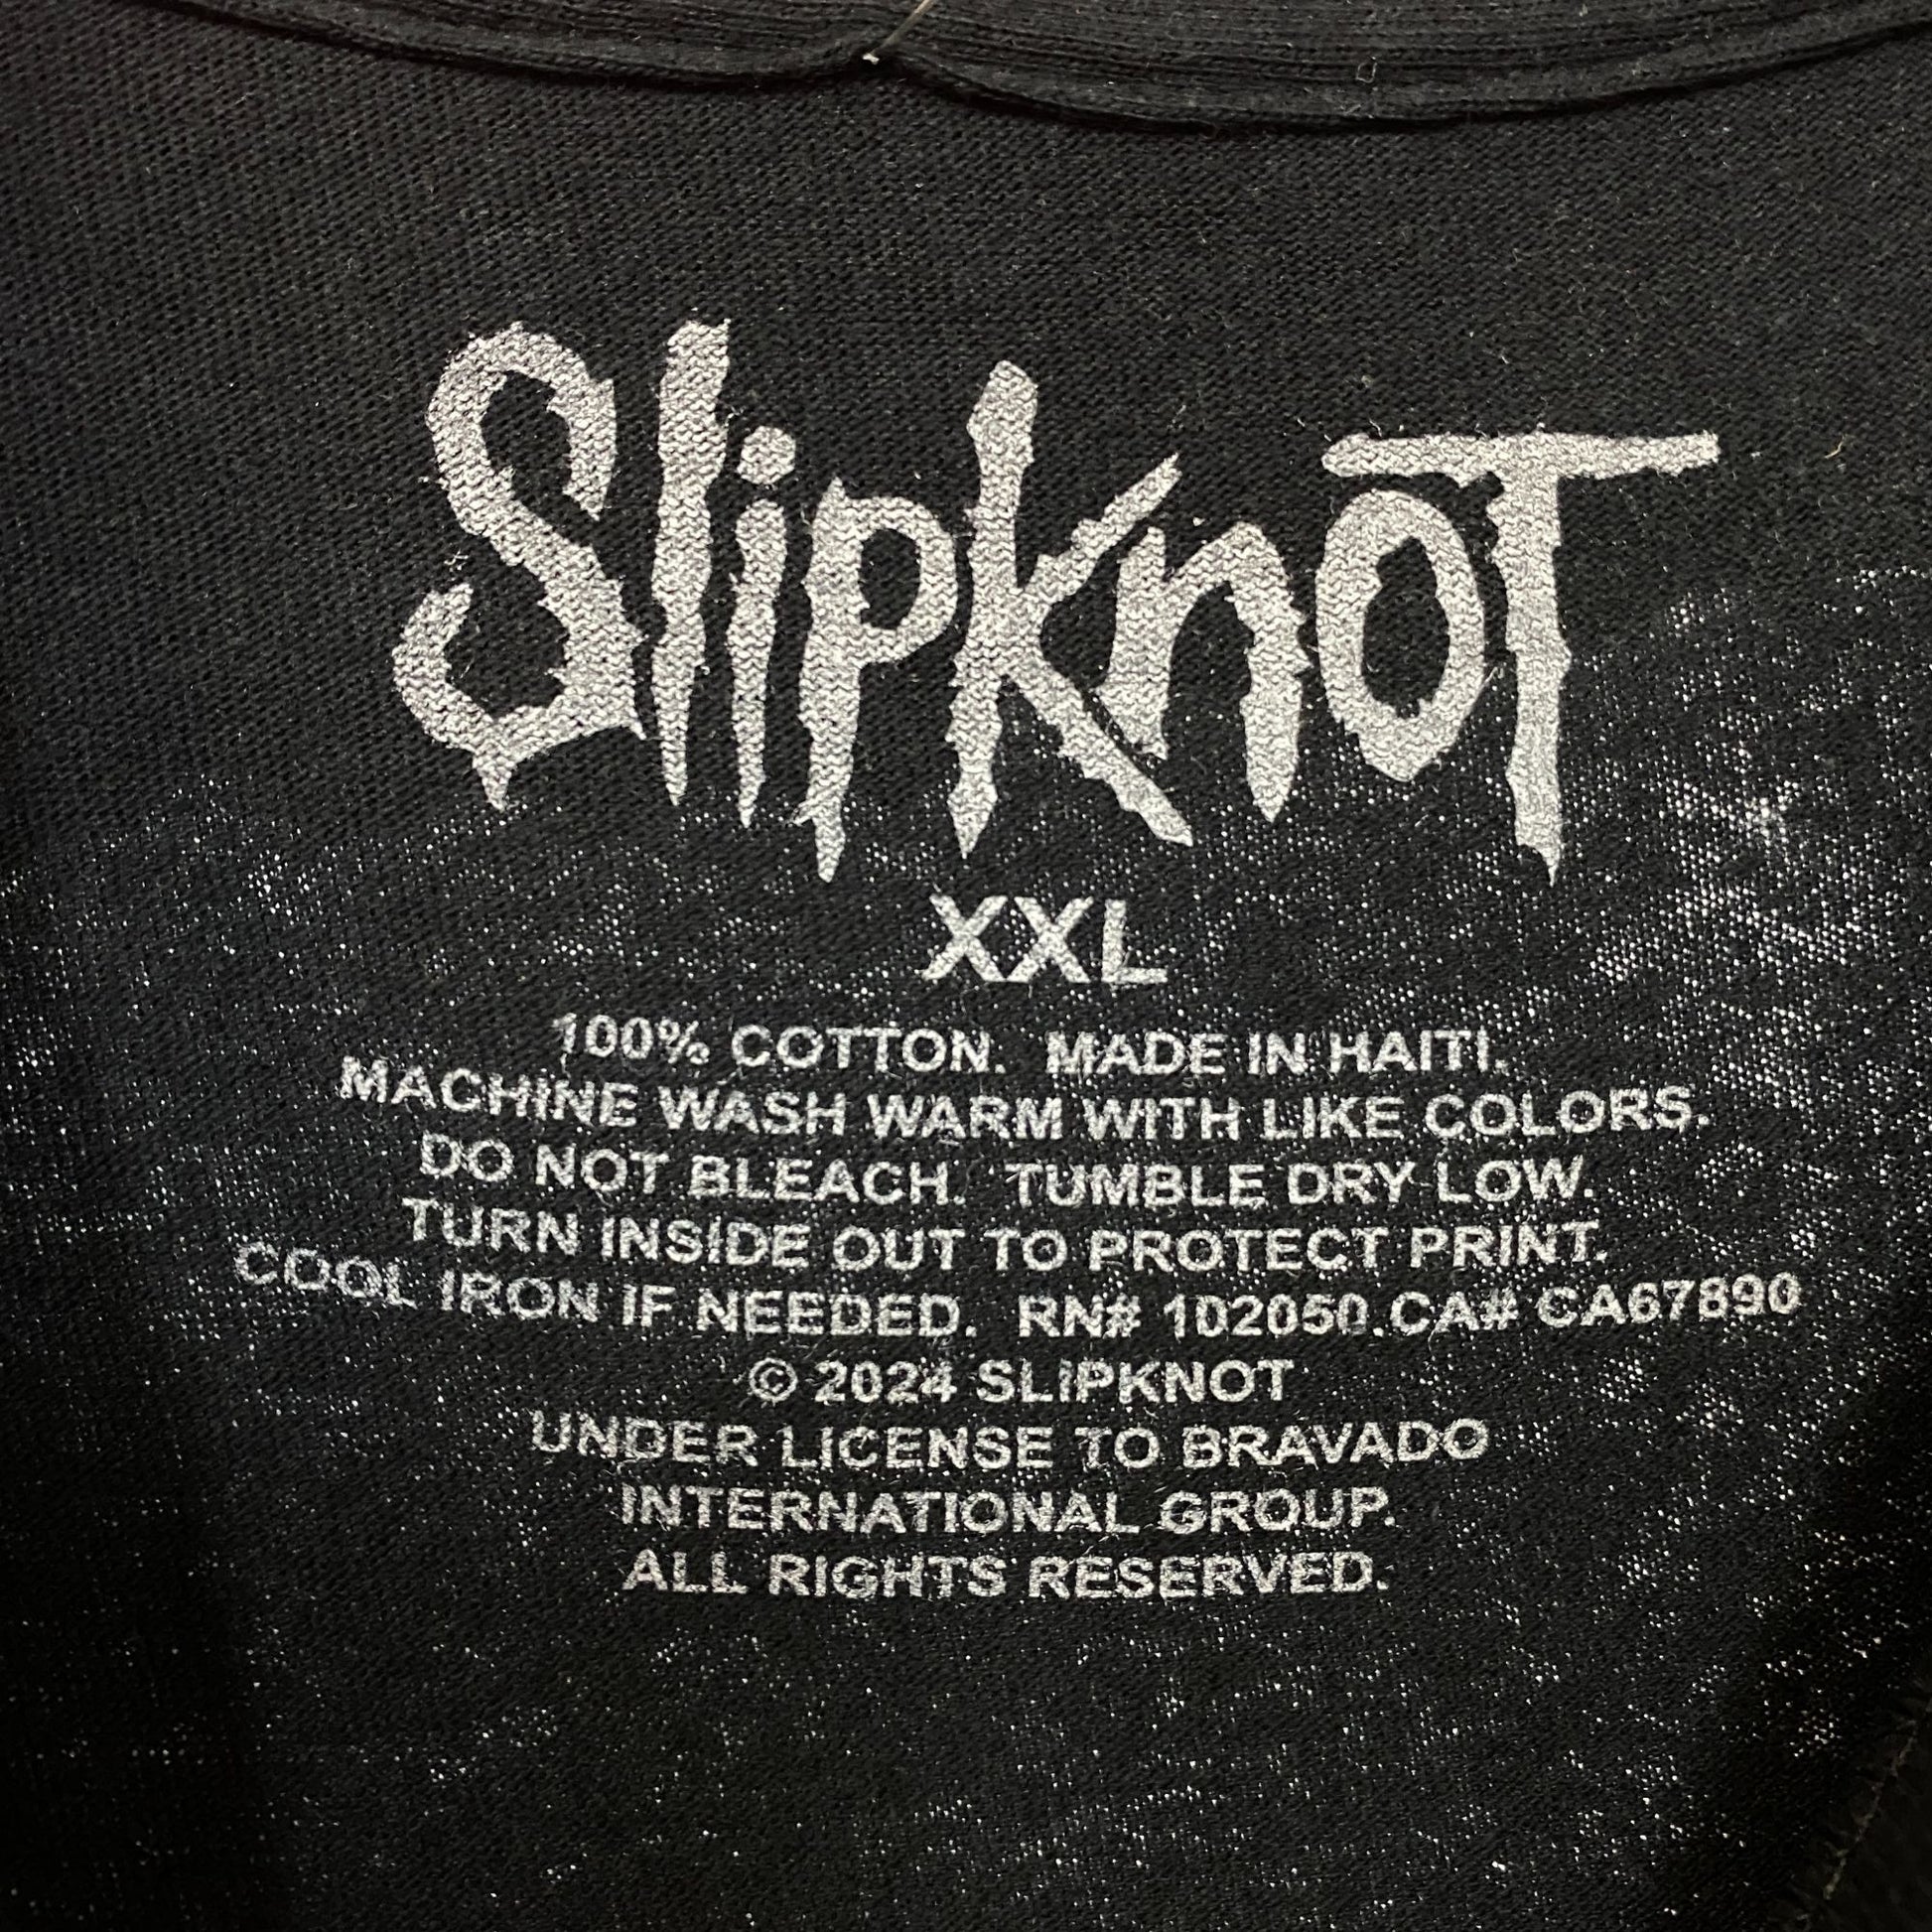 SlipknoT
XXL
100% COTTON. MADE IN HAITI.
MACHINE WASH WARM WITH LIKE COLORS.
DO NOT BLEACH. TUMBLE DRY LOW.
TURN INSIDE OUT TO PROTECT PRINT.
COOL IRON IF NEEDED. RN# 102050 CA# CA67890
© 2024 SLIPKNOT
UNDER LICENSE TO BRAVADO
INTERNATIONAL GROUP.
ALL RIGHTS RESERVED.